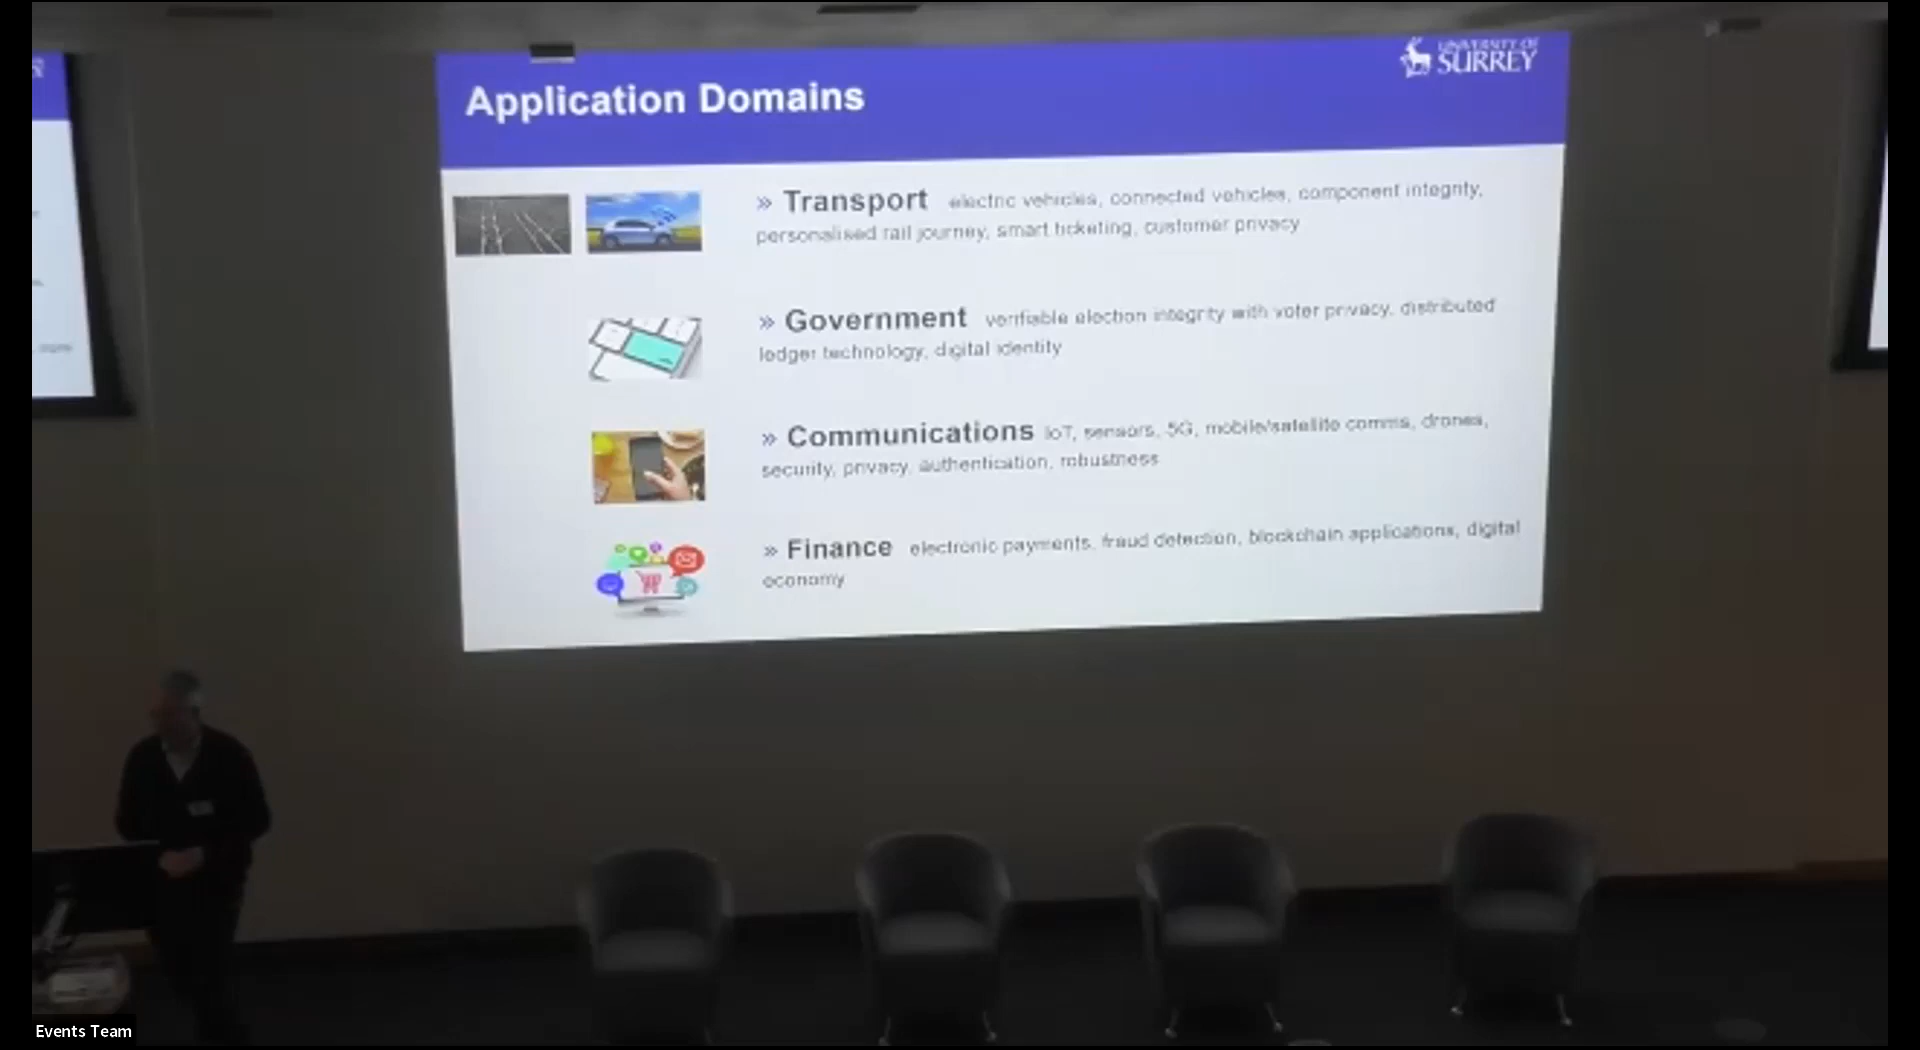 UNIVERSITY OF
SURREY
Application Domains
» Transport electric vehicles, connected vehicles, component integrity,
personalised rail journey, smart ticketing, customer privacy
» Government verifiable election integrity with voter privacy, distributed
ledger technology, digital identity
» Communications IoT, sensors, 5G, mobile/satellite comms, drones,
security, privacy, authentication, robustness
» Finance electronic payments, fraud detection, blockchain applications, digital
economy
Events Team